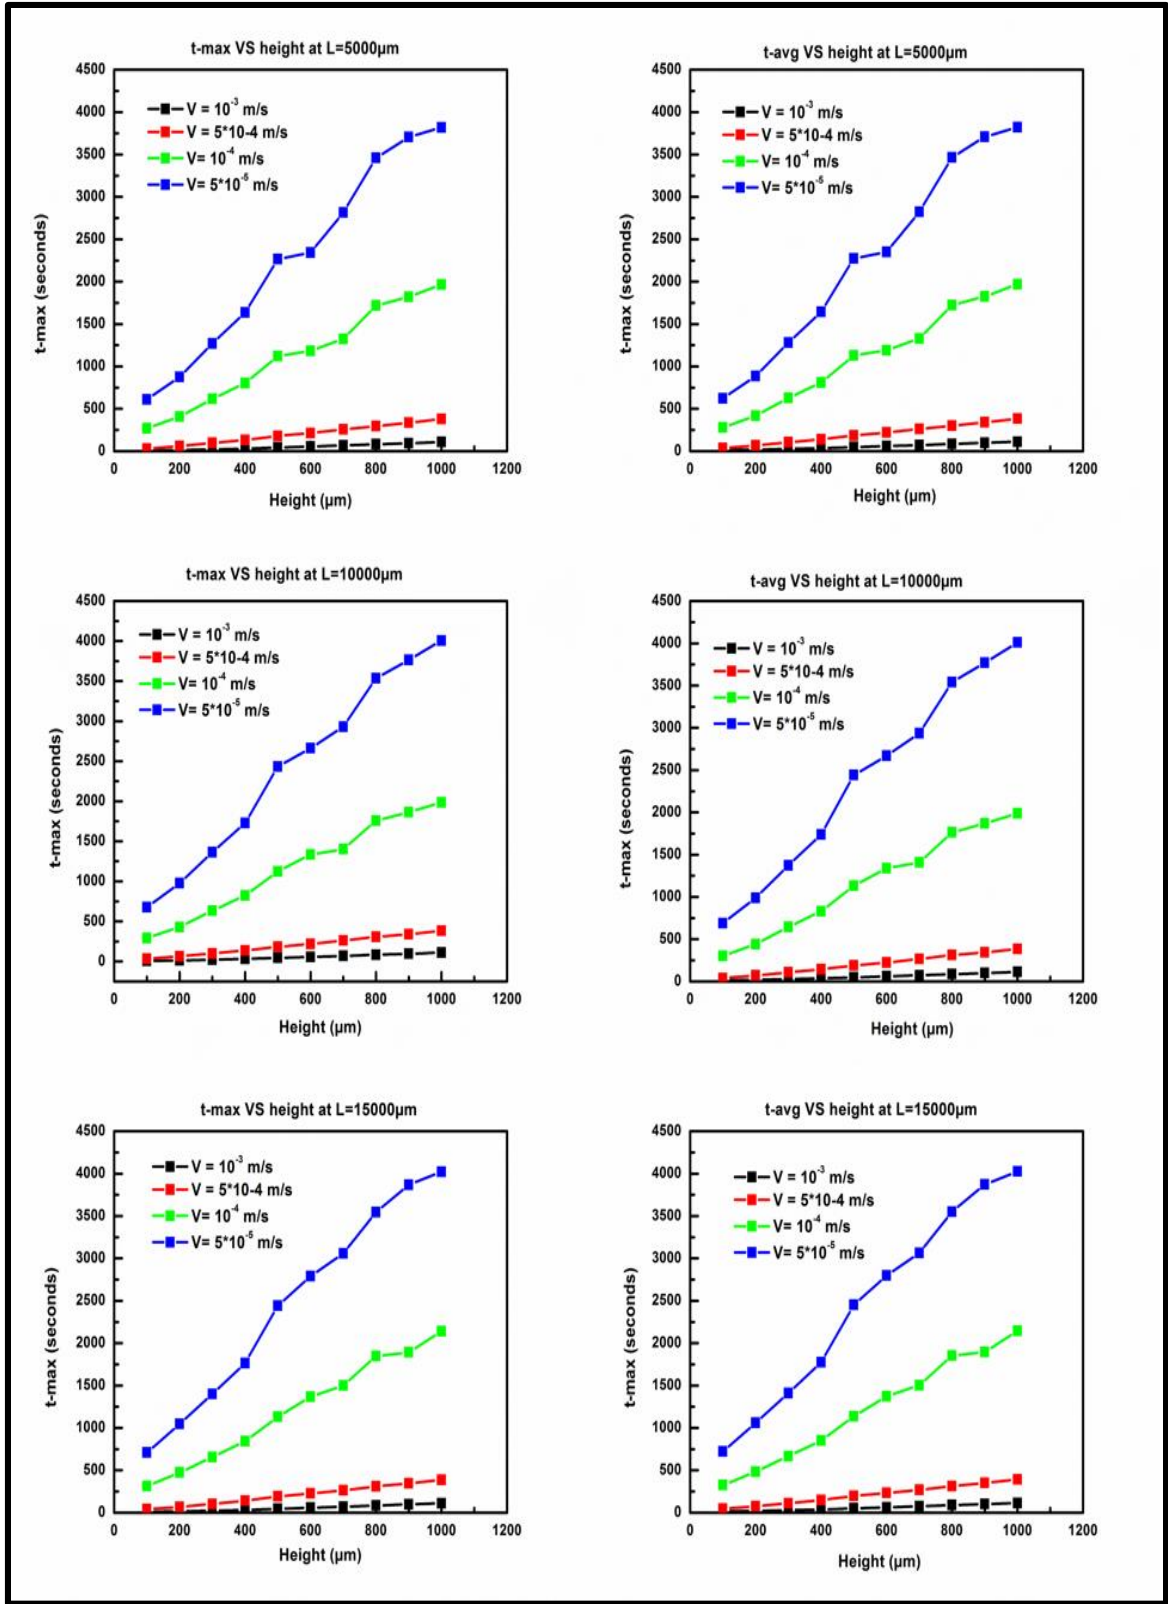 t-max VS height at L=5000µm
4500
4000
3500
3000
2500
2000
1500
1000
500
0
t-max (seconds)
V = 10⁻³ m/s
V = 5*10-4 m/s
V= 10⁻⁴ m/s
V= 5*10⁻⁵ m/s
0 200 400 600 800 1000 1200
Height (µm)
t-avg VS height at L=5000µm
4500
4000
3500
3000
2500
2000
1500
1000
500
0
t-max (seconds)
V = 10⁻³ m/s
V = 5*10-4 m/s
V= 10⁻⁴ m/s
V= 5*10⁻⁵ m/s
0 200 400 600 800 1000 1200
Height (µm)
t-max VS height at L=10000µm
4500
4000
3500
3000
2500
2000
1500
1000
500
0
t-max (seconds)
V = 10⁻³ m/s
V = 5*10-4 m/s
V= 10⁻⁴ m/s
V= 5*10⁻⁵ m/s
0 200 400 600 800 1000 1200
Height (µm)
t-avg VS height at L=10000µm
4500
4000
3500
3000
2500
2000
1500
1000
500
0
t-max (seconds)
V = 10⁻³ m/s
V = 5*10-4 m/s
V= 10⁻⁴ m/s
V= 5*10⁻⁵ m/s
0 200 400 600 800 1000 1200
Height (µm)
t-max VS height at L=15000µm
4500
4000
3500
3000
2500
2000
1500
1000
500
0
t-max (seconds)
V = 10⁻³ m/s
V = 5*10-4 m/s
V= 10⁻⁴ m/s
V= 5*10⁻⁵ m/s
0 200 400 600 800 1000 1200
Height (µm)
t-avg VS height at L=15000µm
4500
4000
3500
3000
2500
2000
1500
1000
500
0
t-max (seconds)
V = 10⁻³ m/s
V = 5*10-4 m/s
V= 10⁻⁴ m/s
V= 5*10⁻⁵ m/s
0 200 400 600 800 1000 1200
Height (µm)